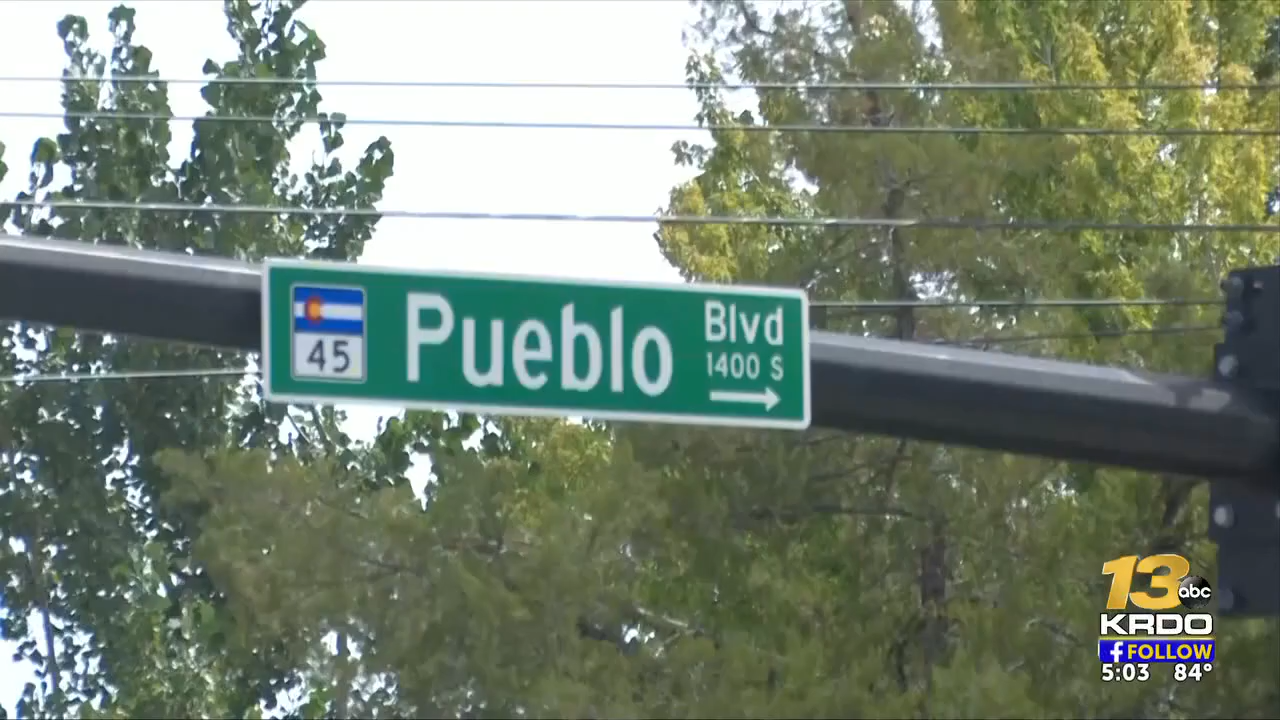 45
Pueblo
Blvd
1400 S
13 abc
KRDO
f FOLLOW
5:03 84°